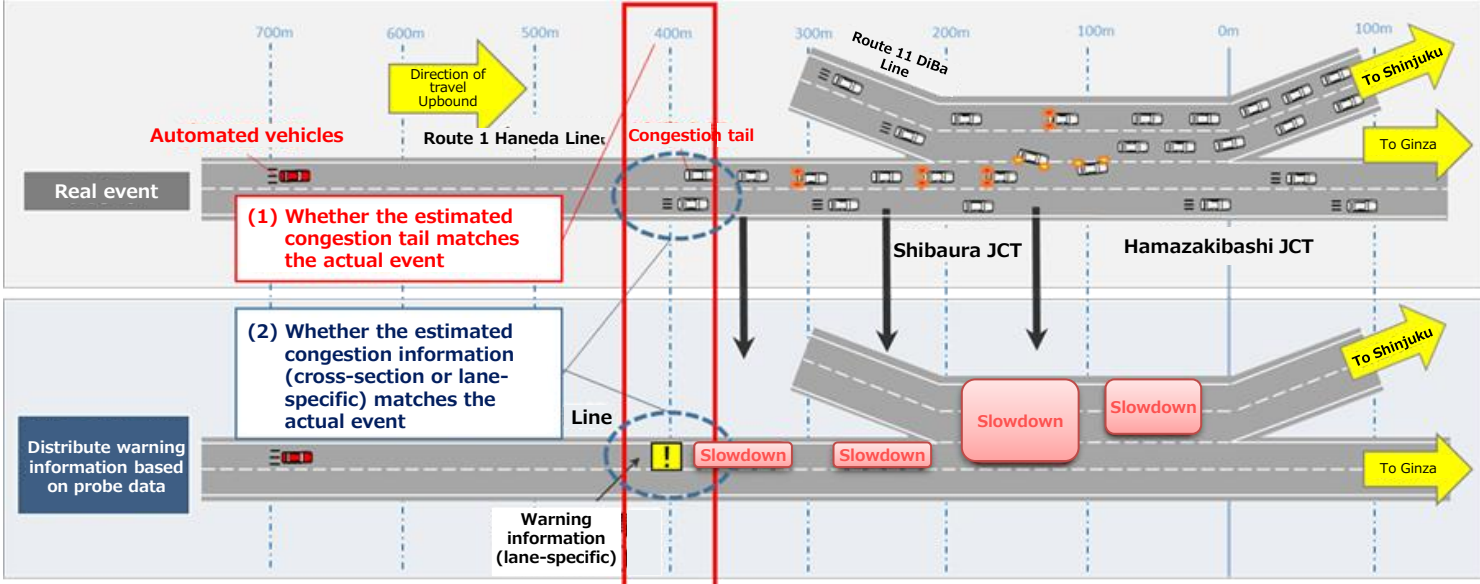 700m
600m
500m
400m
300m
200m
100m
0m
100m
Direction of
travel
Upbound
Route 11 DiBa
Line
To Shinjuku
Automated vehicles
Route 1 Haneda Line
Congestion tail
To Ginza
Real event
(1) Whether the estimated
congestion tail matches
the actual event
Shibaura JCT
Hamazakibashi JCT
(2) Whether the estimated
congestion information
(cross-section or lane-
specific) matches the
actual event
To Shinjuku
Line
Slowdown
Slowdown
Distribute warning
information based
on probe data
!
Slowdown
Slowdown
To Ginza
Warning
information
(lane-specific)